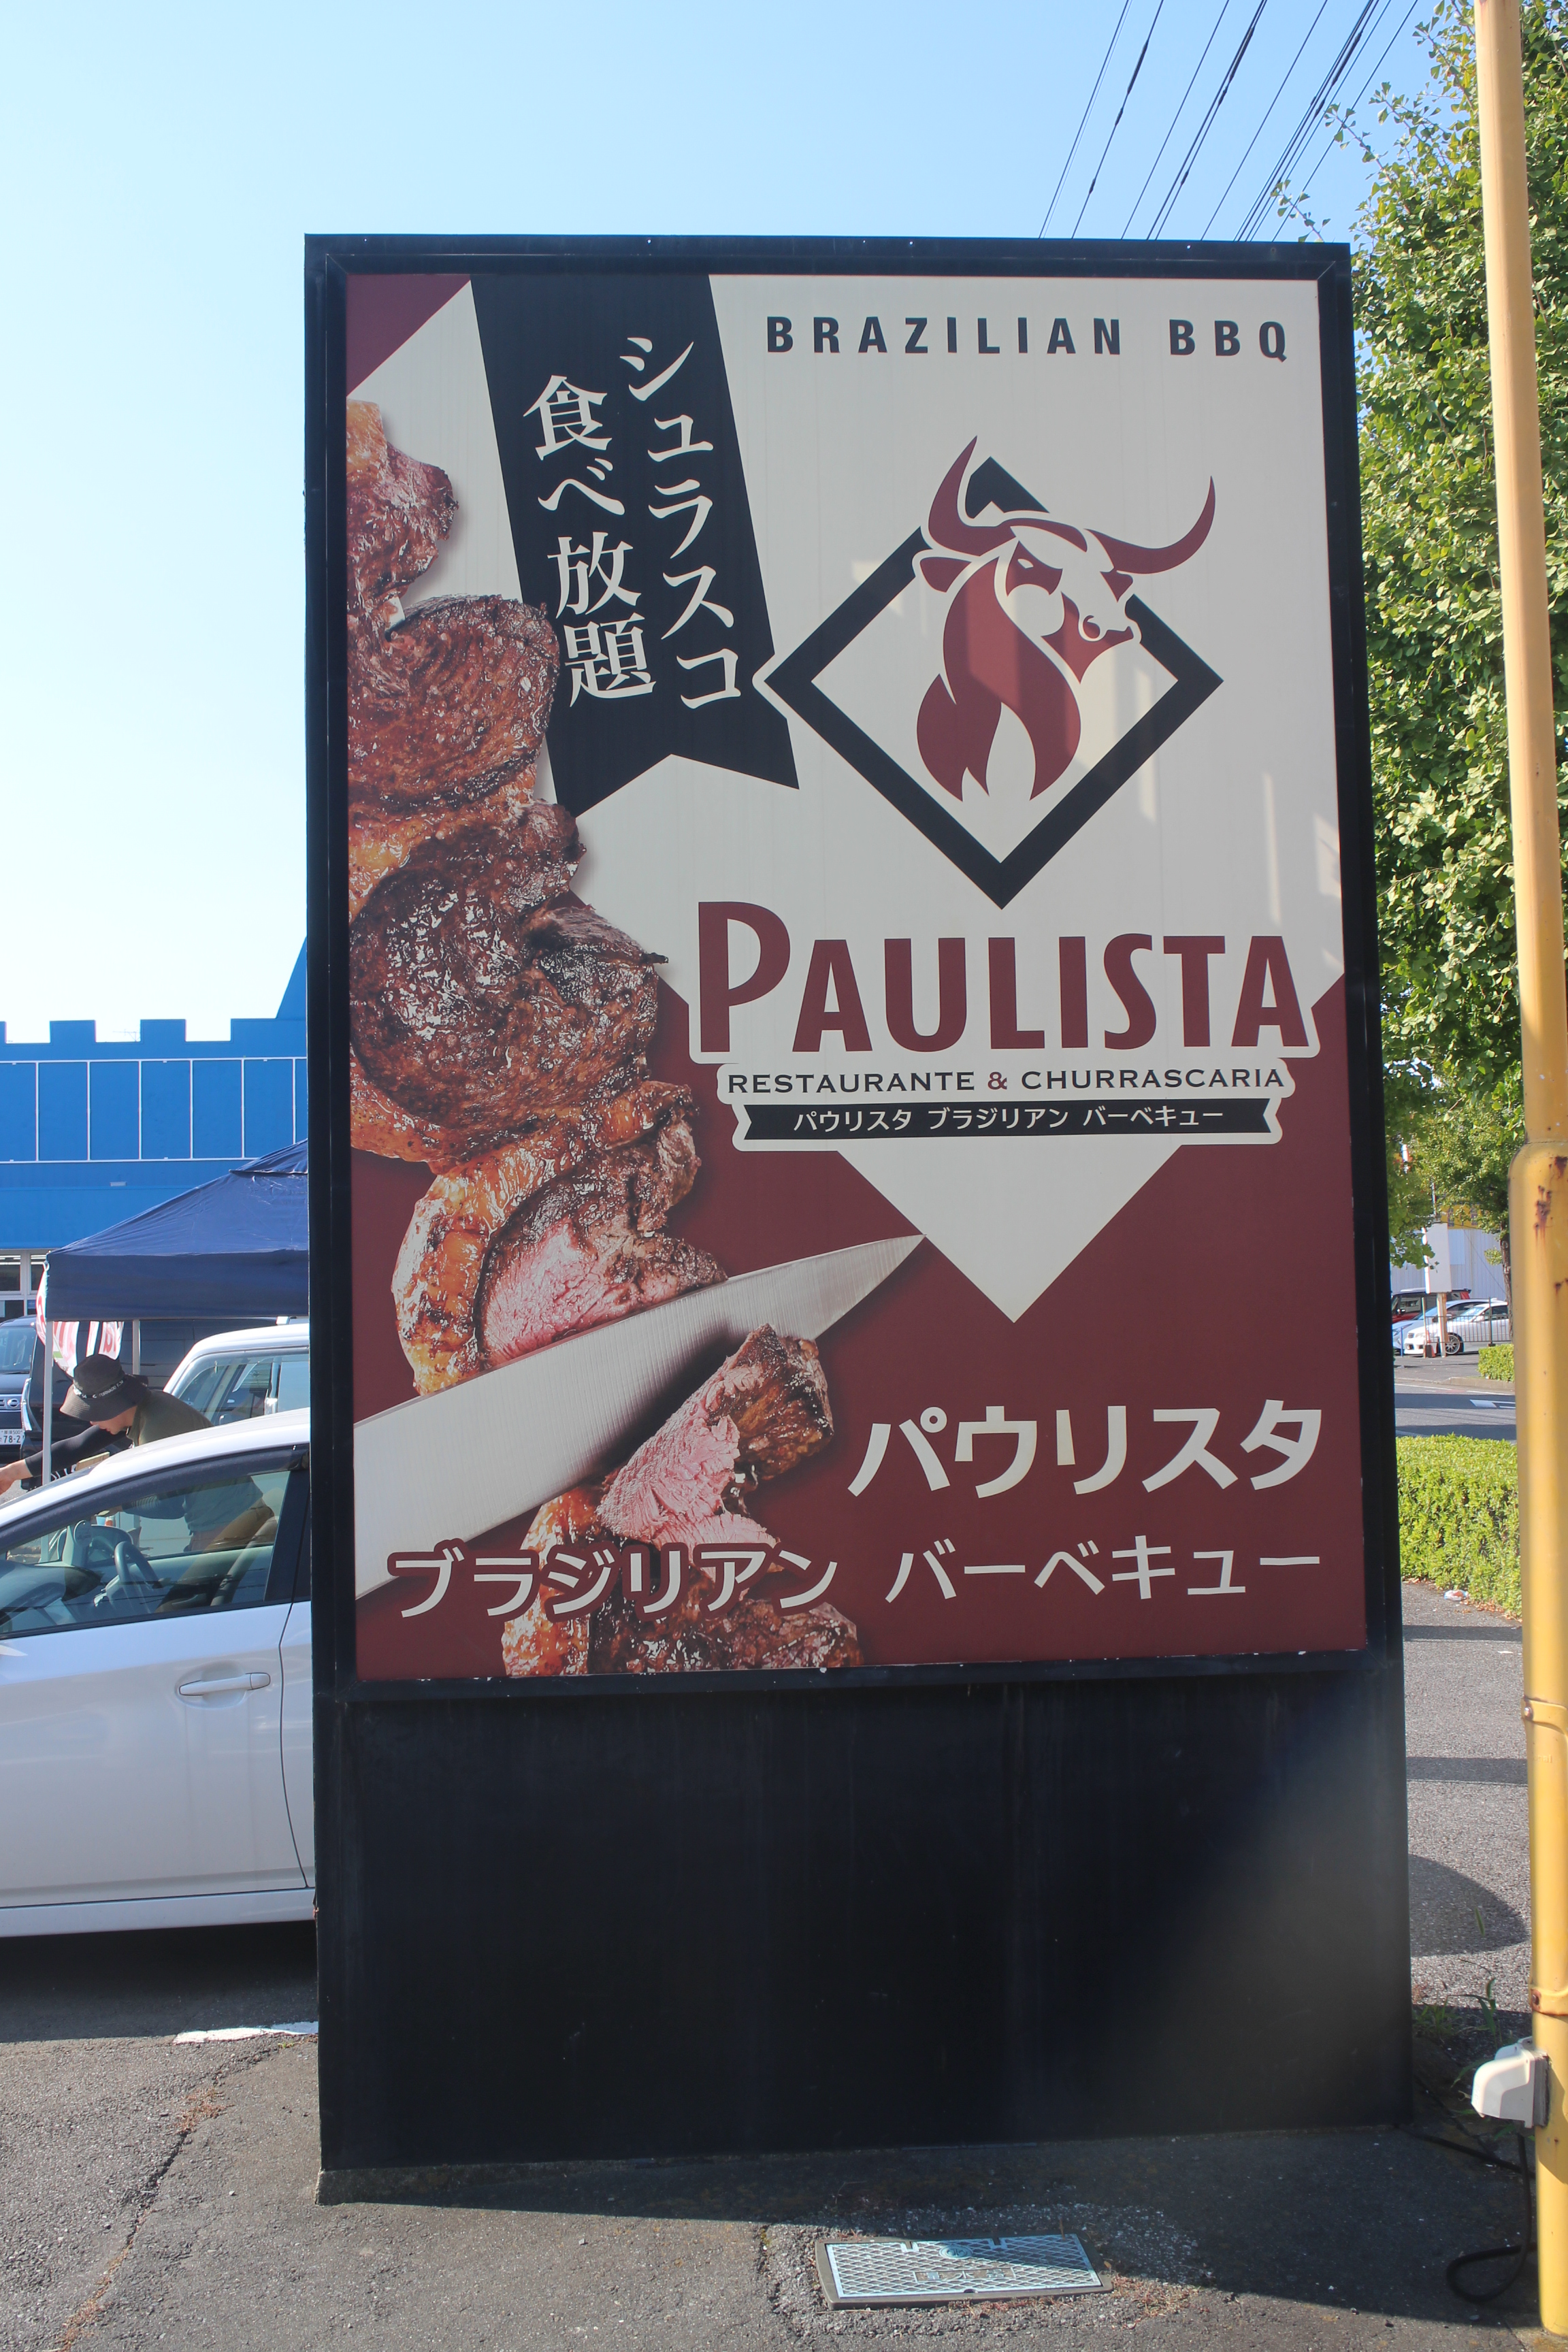 BRAZILIAN BBQ
シュラスコ
食べ放題
PAULISTA
RESTAURANTE & CHURRASCARIA
パウリスタ ブラジリアン バーベキュー
パウリスタ
ブラジリアン バーベキュー